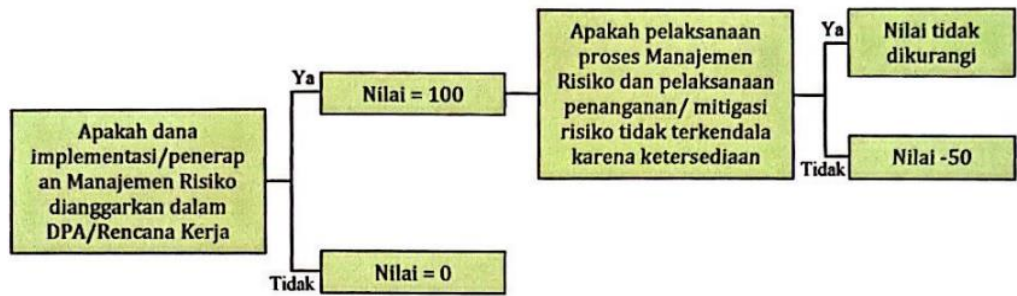 Apakah dana
implementasi/penerap
an Manajemen Risiko
dianggarkan dalam
DPA/Rencana Kerja
Ya
Nilai = 100
Tidak
Nilai = 0
Apakah pelaksanaan
proses Manajemen
Risiko dan pelaksanaan
penanganan/ mitigasi
risiko tidak terkendala
karena ketersediaan
Ya
Nilai tidak
dikurangi
Tidak
Nilai -50